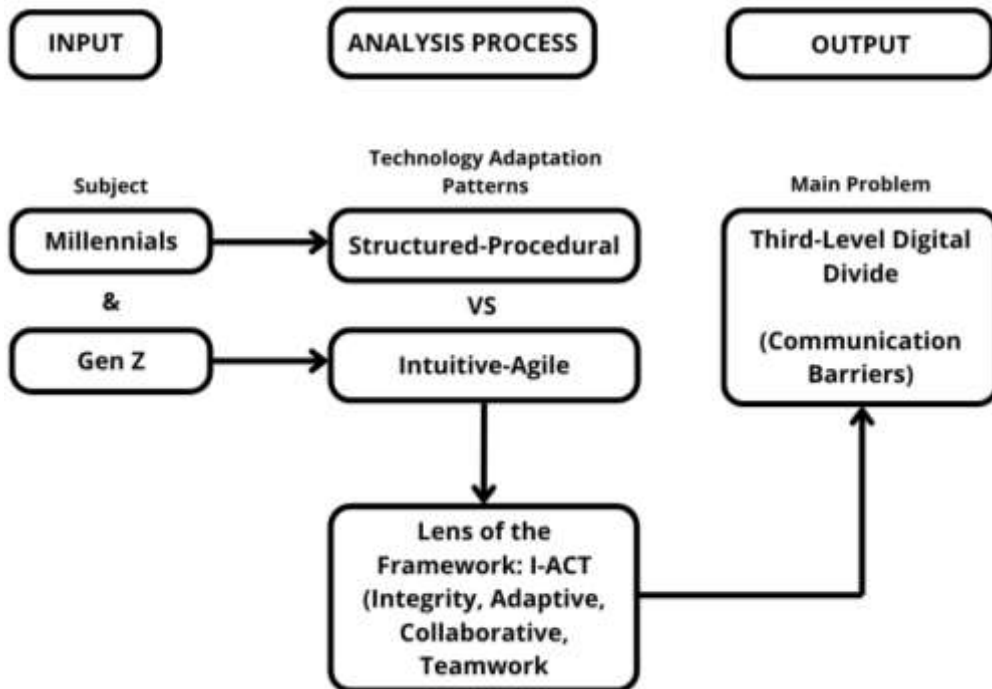 INPUT
ANALYSIS PROCESS
OUTPUT
Subject
Technology Adaptation
Patterns
Main Problem
Millennials
Structured-Procedural
Third-Level Digital
Divide
(Communication
Barriers)
&
VS
Gen Z
Intuitive-Agile
Lens of the
Framework: I-ACT
(Integrity, Adaptive,
Collaborative,
Teamwork